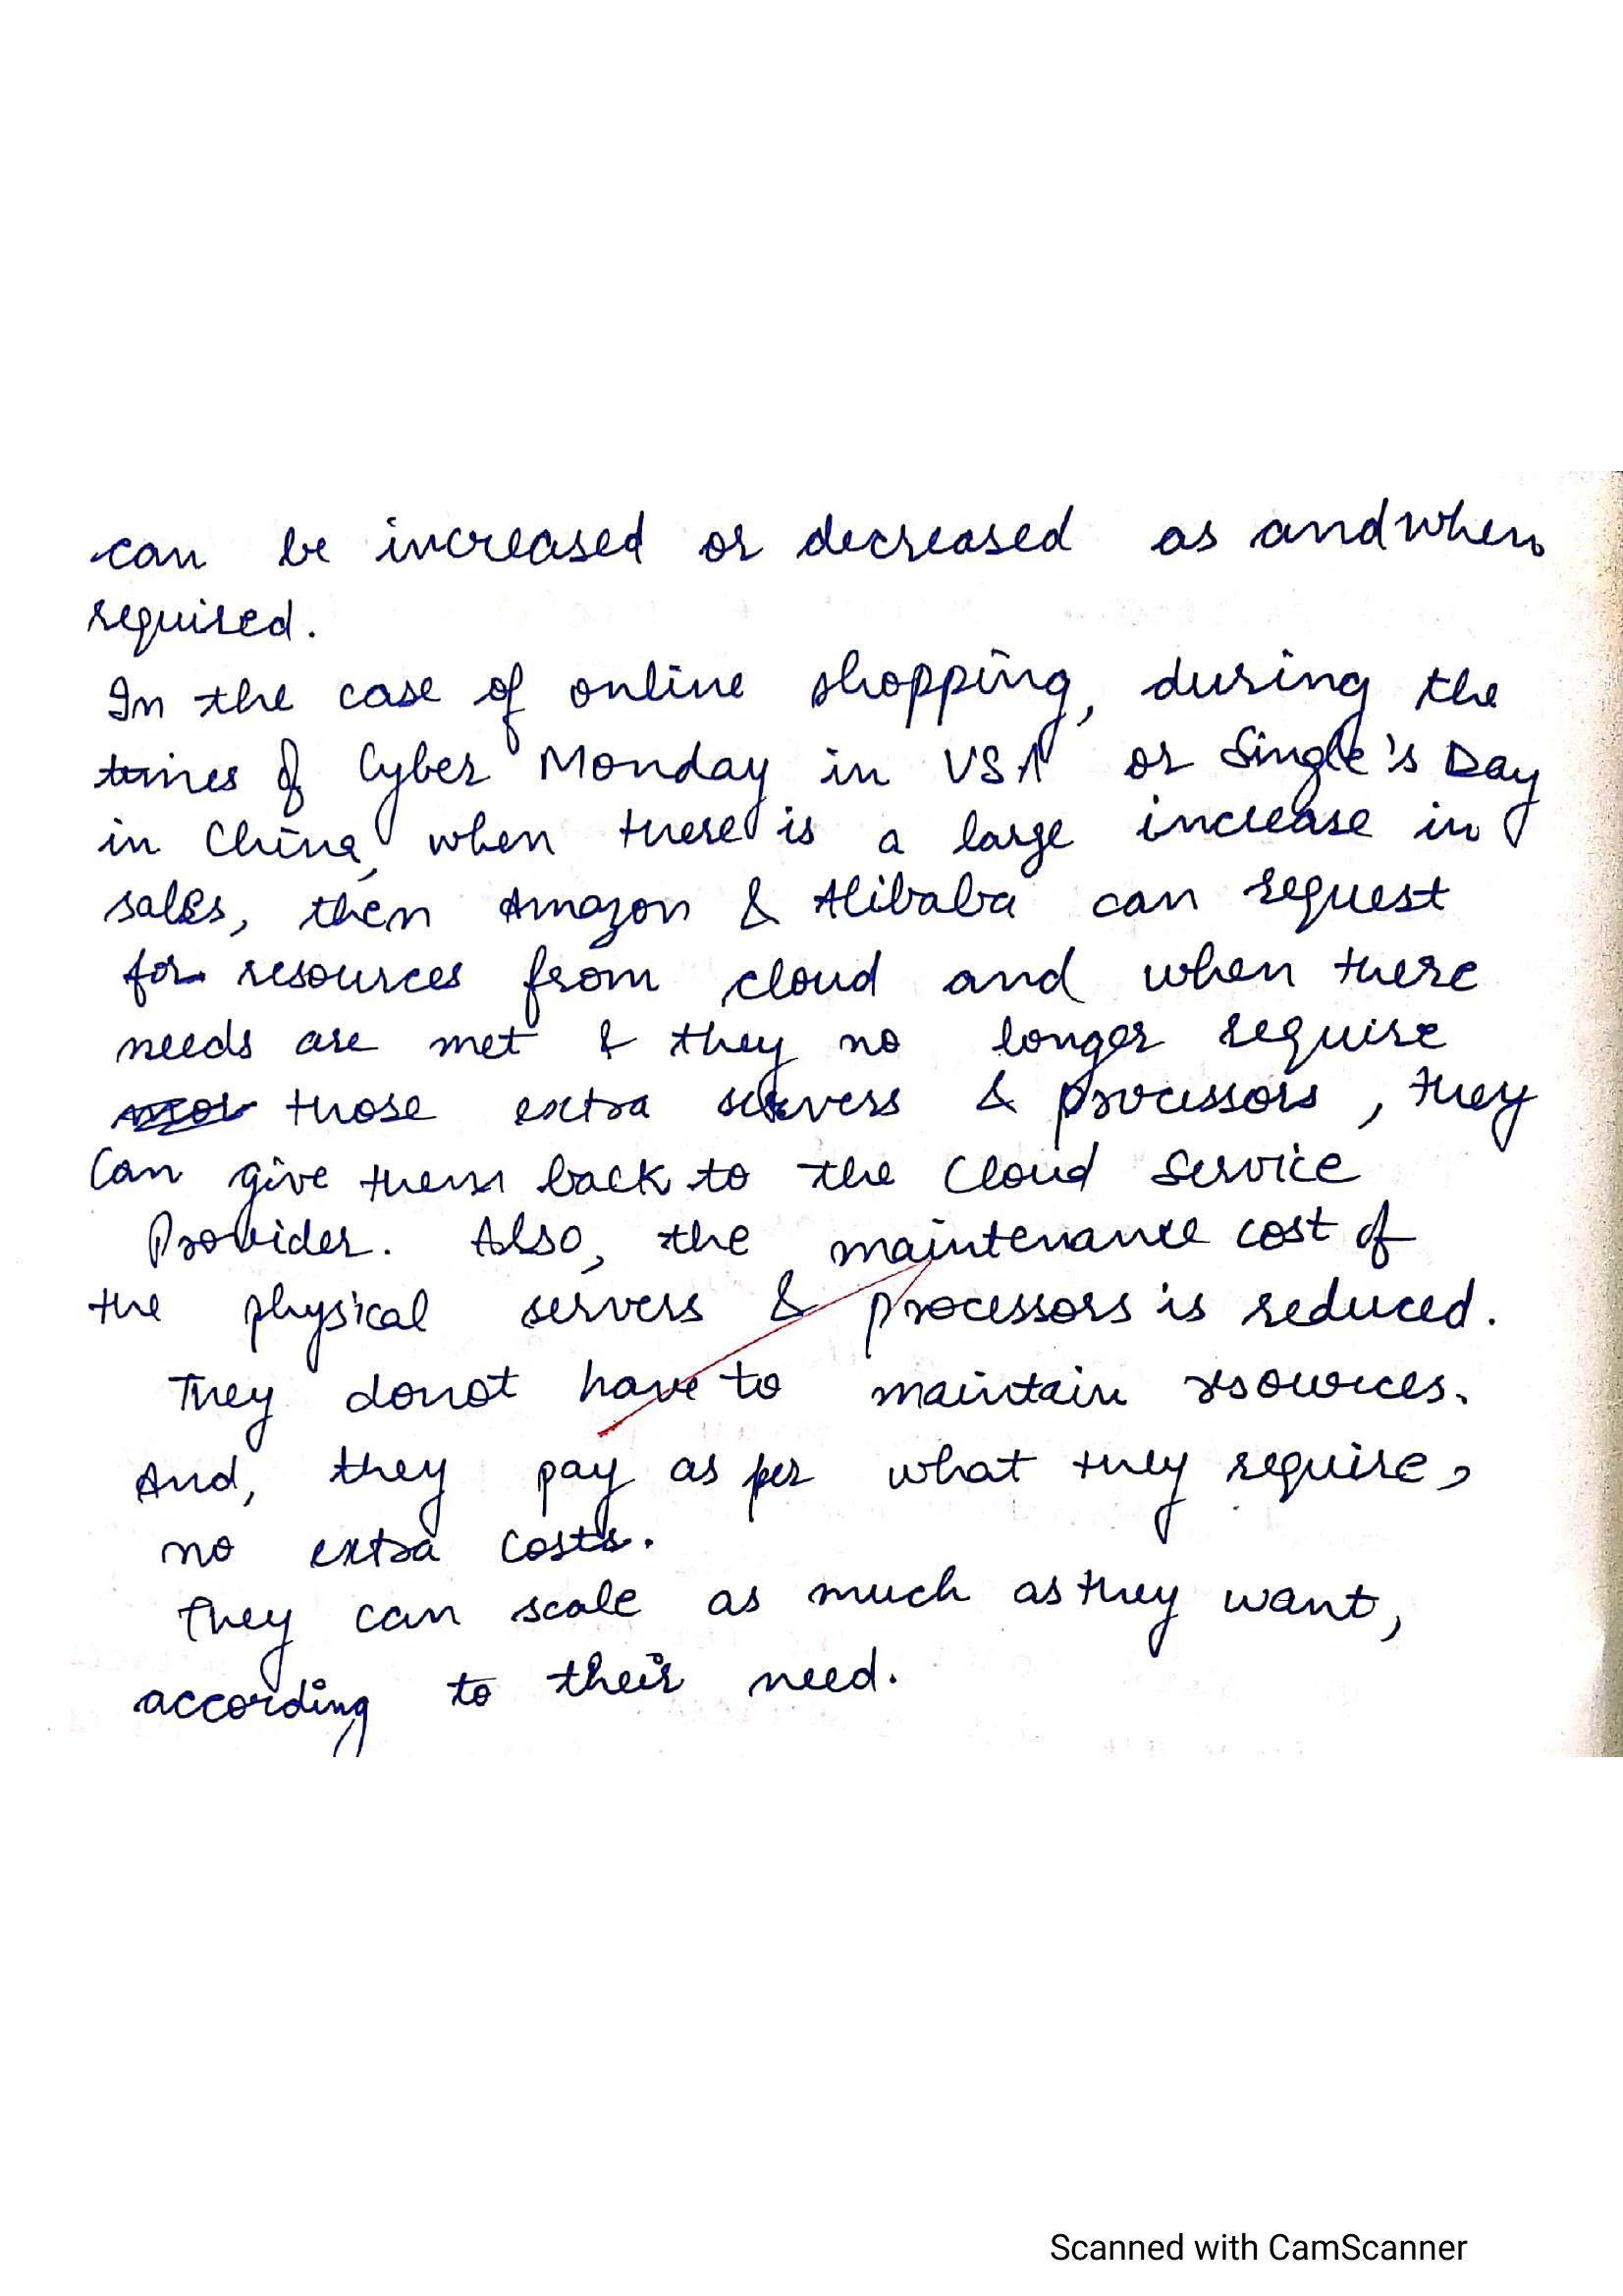 can be increased or decreased as and when
required.
In the case of online shopping, during the
times of Cyber Monday in USA or Single's Day
in China, when there is a large increase in
sales, then Amazon & Alibaba can request
for resources from cloud and when there
needs are met & they no longer require
those extra servers & processors, they
can give them back to the Cloud Service
Provider. Also, the maintenance cost of
the physical servers & processors is reduced.
They donot have to maintain resources.
And, they pay as per what they require,
no extra costs.
They can scale as much as they want,
according to their need.
Scanned with CamScanner